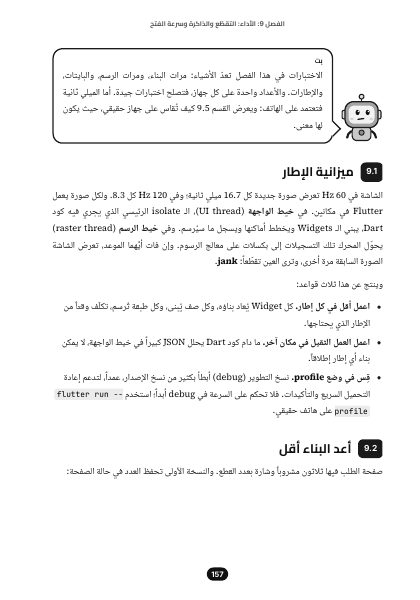 الفصل 9: الأداء: التقطّع والذاكرة وسرعة الفتح
بت
الاختبارات في هذا الفصل تعدّ الأشياء: مرات البناء، ومرات الرسم، والبايتات،
والإطارات. والأعداد واحدة على كل جهاز، فتصلح اختبارات جيدة. أما الميلي ثانية
فتعتمد على الهاتف؛ ويعرض القسم 9.5 كيف تُقاس على جهاز حقيقي، حيث يكون
لها معنى.
9.1 ميزانية الإطار
الشاشة في 60 Hz تعرض صورة جديدة كل 16.7 ميلي ثانية؛ وفي 120 Hz كل 8.3. ولكل صورة يعمل
Flutter في مكانين. في خيط الواجهة (UI thread)، الـ isolate الرئيسي الذي يجري فيه كود
Dart، يبني الـ Widgets ويخطط أماكنها ويسجل ما سيُرسم. وفي خيط الرسم (raster thread)
يحوّل المحرك تلك التسجيلات إلى بكسلات على معالج الرسوم. وإن فات أيُّهما الموعد، تعرض الشاشة
الصورة السابقة مرة أخرى، وترى العين تقطّعاً: jank.
وينتج عن هذا ثلاث قواعد:
• اعمل أقل في كل إطار. كل Widget يُعاد بناؤه، وكل صف يُبنى، وكل طبقة تُرسم، تكلّف وقتاً من
الإطار الذي يحتاجها.
• اعمل العمل الثقيل في مكان آخر. ما دام كود Dart يحلل JSON كبيراً في خيط الواجهة، لا يمكن
بناء أي إطار إطلاقاً.
• قِس في وضع profile. نسخ التطوير (debug) أبطأ بكثير من نسخ الإصدار، عمداً، لتدعم إعادة
التحميل السريع والتأكيدات. فلا تحكم على السرعة في debug أبداً؛ استخدم flutter run --
profile على هاتف حقيقي.
9.2 أعد البناء أقل
صفحة الطلب فيها ثلاثون مشروباً وشارة بعدد القطع. والنسخة الأولى تحفظ العدد في حالة الصفحة:
157